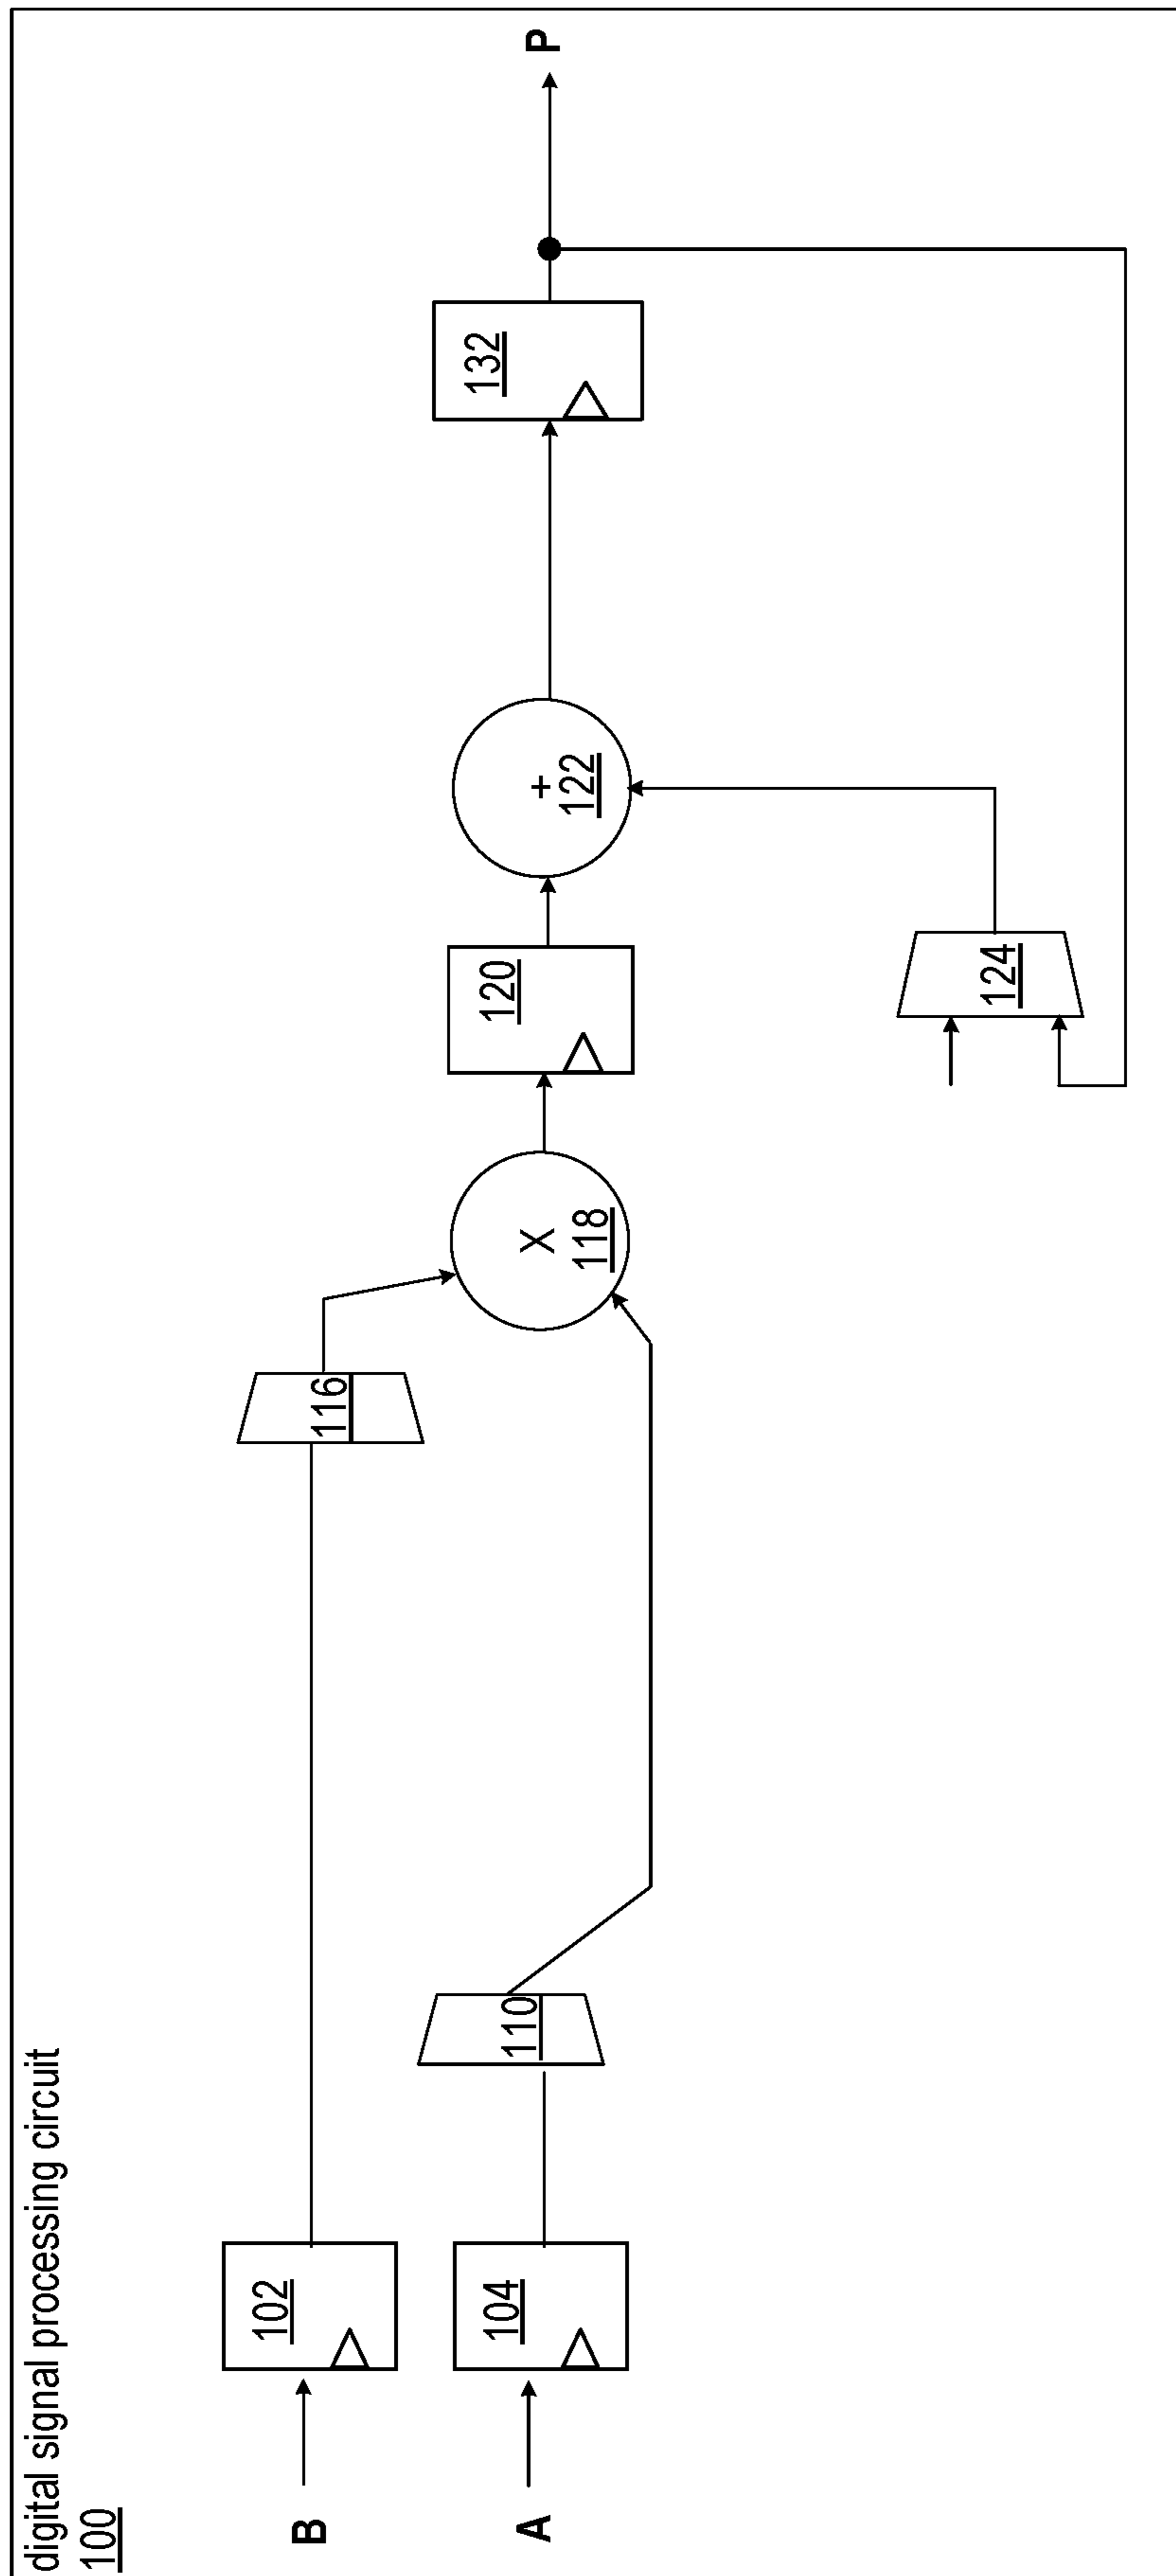 digital signal processing circuit
100
B
102
116
A
104
110
X
118
120
+
122
132
P
124